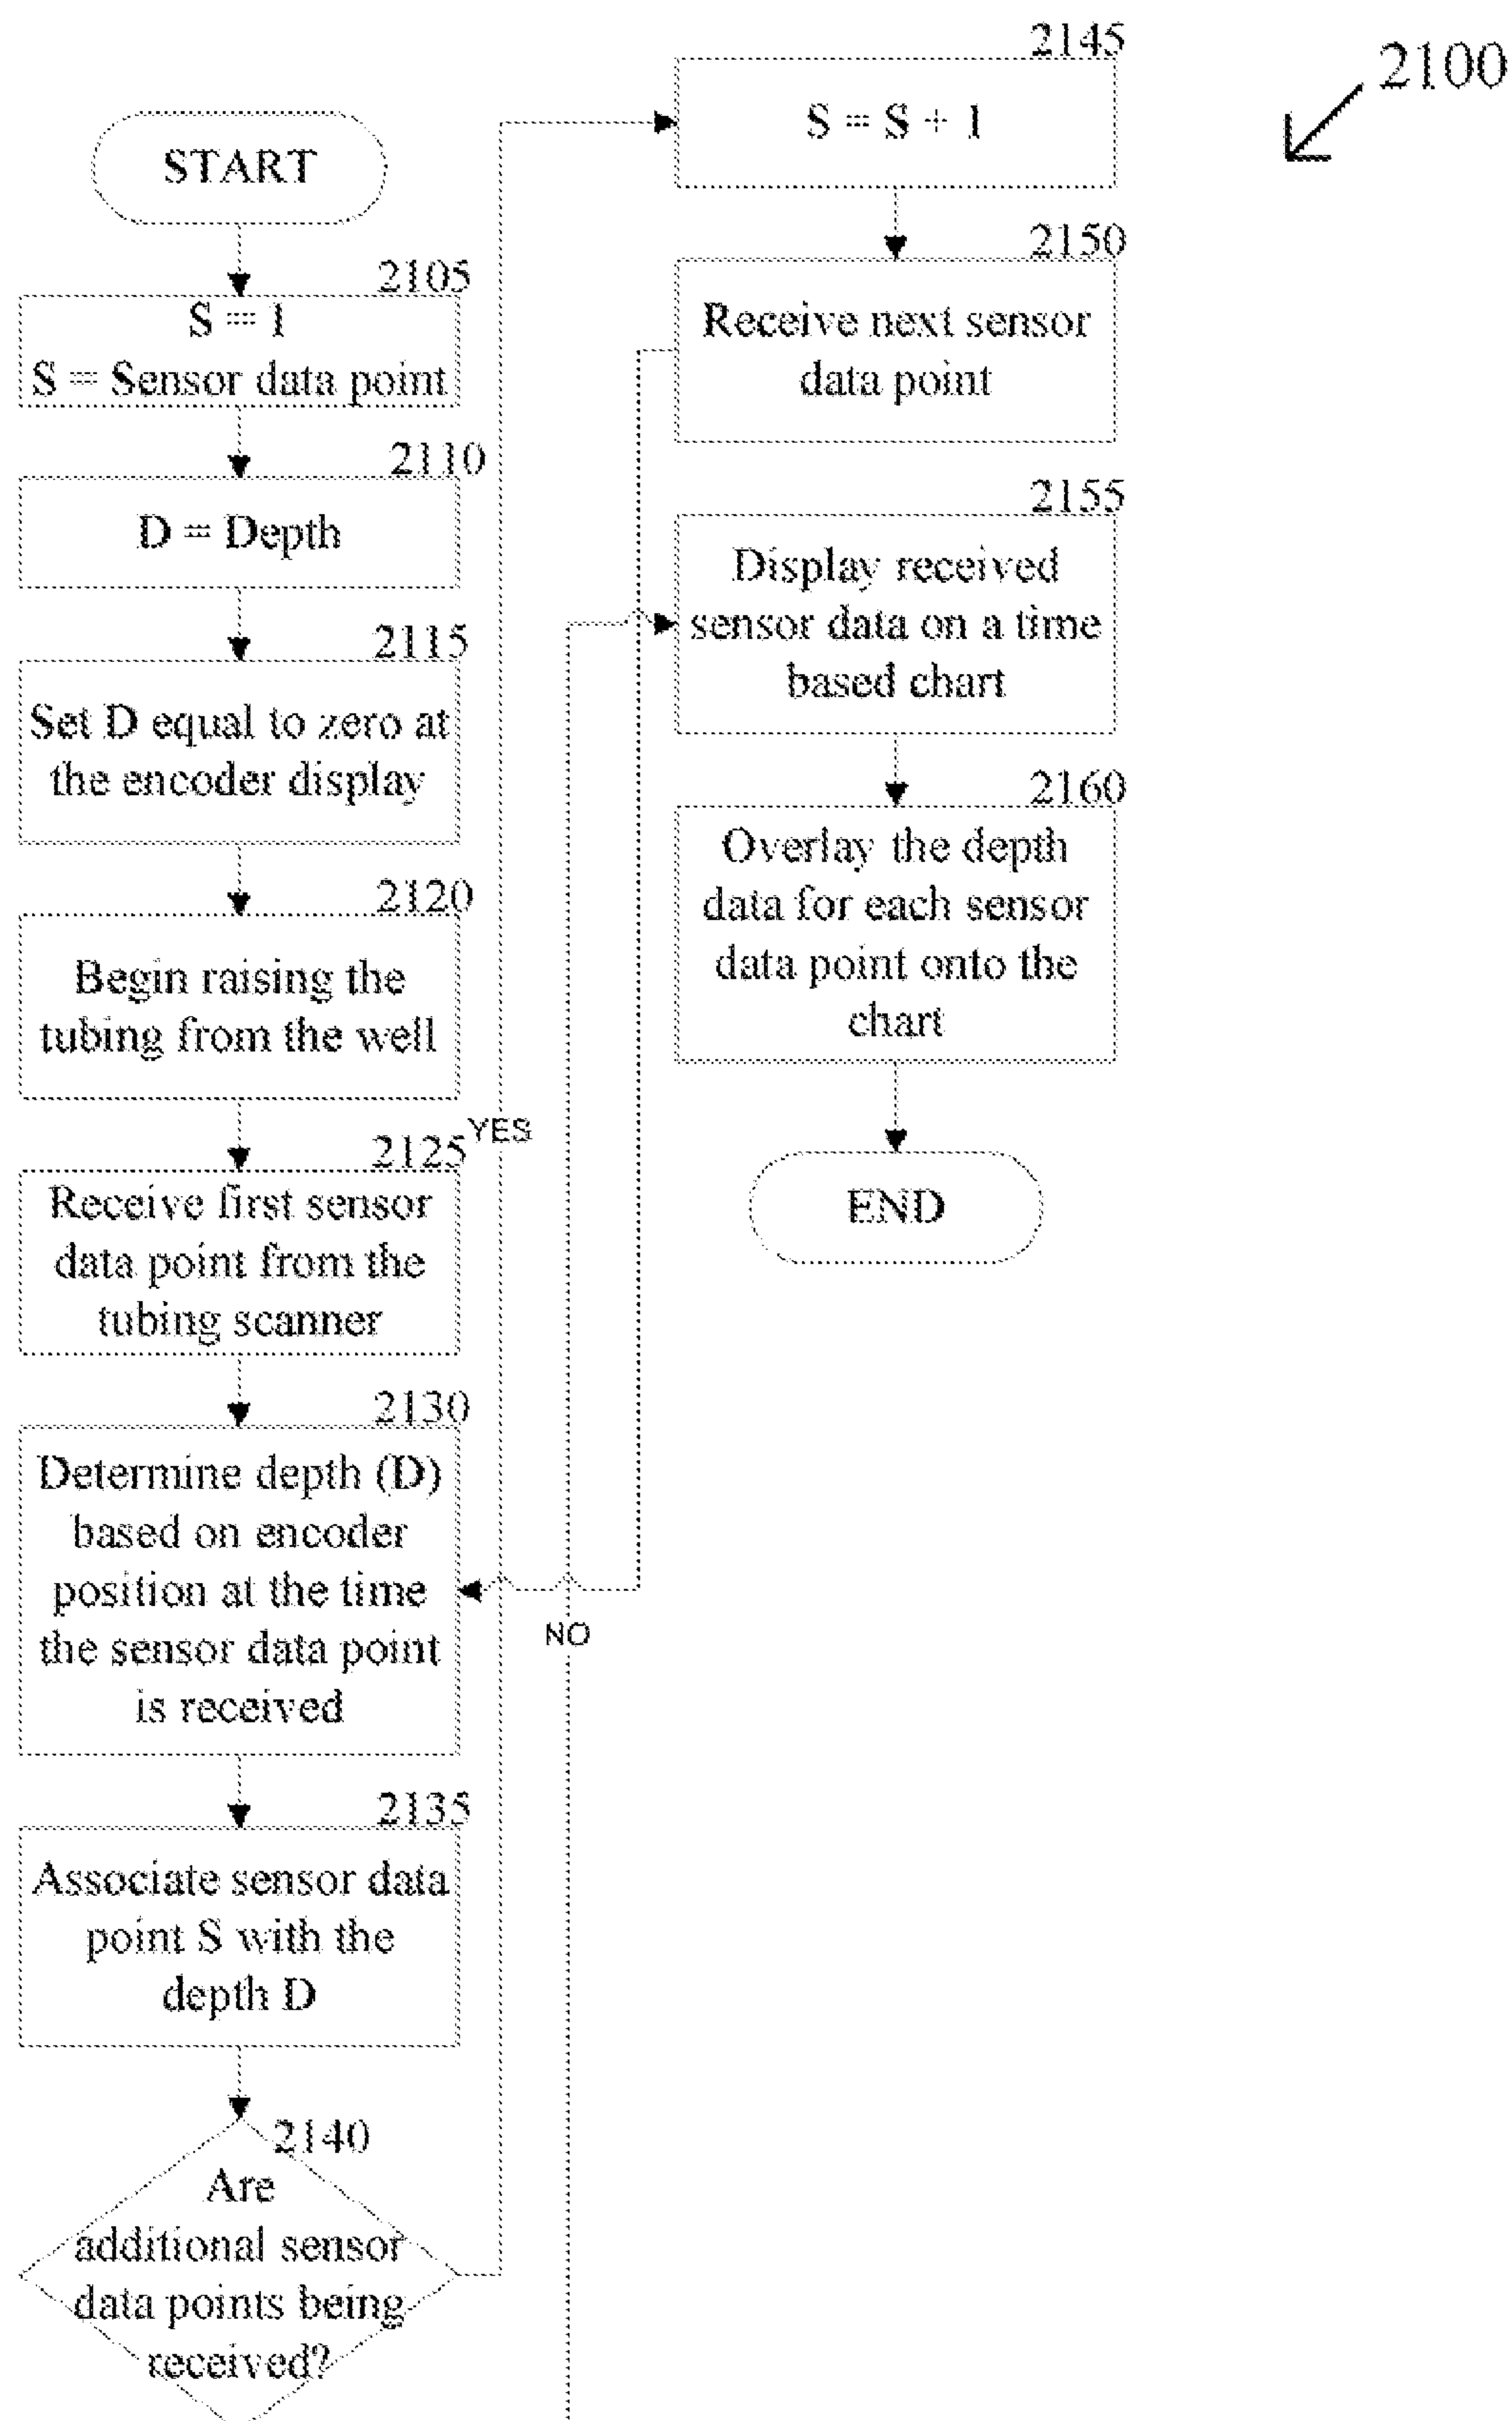 2100
START
2105
S = 1
S = Sensor data point
2110
D = Depth
2115
Set D equal to zero at
the encoder display
2120
Begin raising the
tubing from the well
2125
Receive first sensor
data point from the
tubing scanner
2130
Determine depth (D)
based on encoder
position at the time
the sensor data point
is received
2135
Associate sensor data
point S with the
depth D
2140
Are
additional sensor
data points being
received?
YES
NO
2145
S = S + 1
2150
Receive next sensor
data point
2155
Display received
sensor data on a time
based chart
2160
Overlay the depth
data for each sensor
data point onto the
chart
END